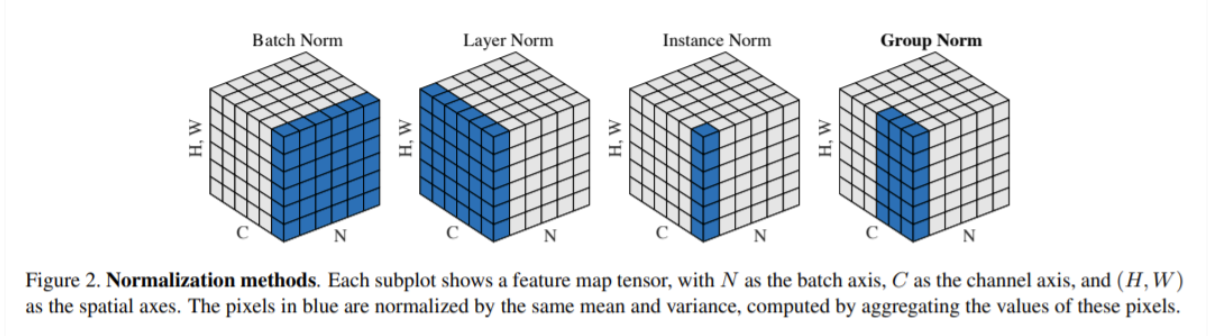 Batch Norm
Layer Norm
Instance Norm
Group Norm
H, W
H, W
H, W
H, W
C
N
C
N
C
N
C
N
Figure 2. Normalization methods. Each subplot shows a feature map tensor, with N as the batch axis, C as the channel axis, and (H, W)
as the spatial axes. The pixels in blue are normalized by the same mean and variance, computed by aggregating the values of these pixels.